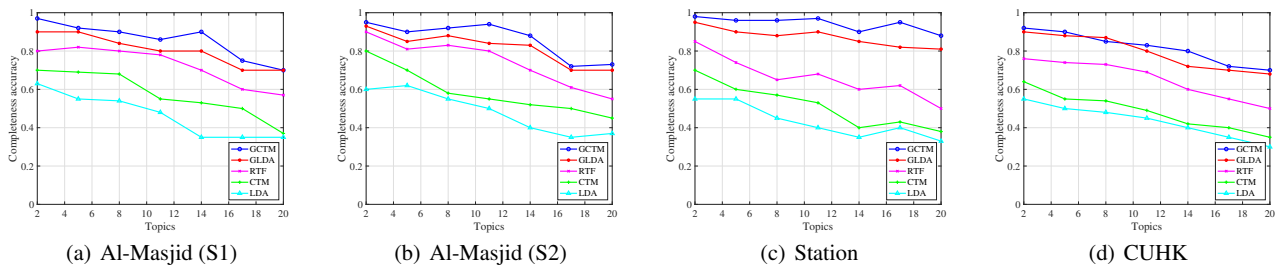 1
0.8
0.6
0.4
0.2
0
Completeness accuracy
2 4 6 8 10 12 14 16 18 20
Topics
GCTM
GLDA
RTF
CTM
LDA
(a) Al-Masjid (S1)
1
0.8
0.6
0.4
0.2
0
Completeness accuracy
2 4 6 8 10 12 14 16 18 20
Topics
GCTM
GLDA
RTF
CTM
LDA
(b) Al-Masjid (S2)
1
0.8
0.6
0.4
0.2
0
Completeness accuracy
2 4 6 8 10 12 14 16 18 20
Topics
GCTM
GLDA
RTF
CTM
LDA
(c) Station
1
0.8
0.6
0.4
0.2
0
Completeness accuracy
2 4 6 8 10 12 14 16 18 20
Topics
GCTM
GLDA
RTF
CTM
LDA
(d) CUHK